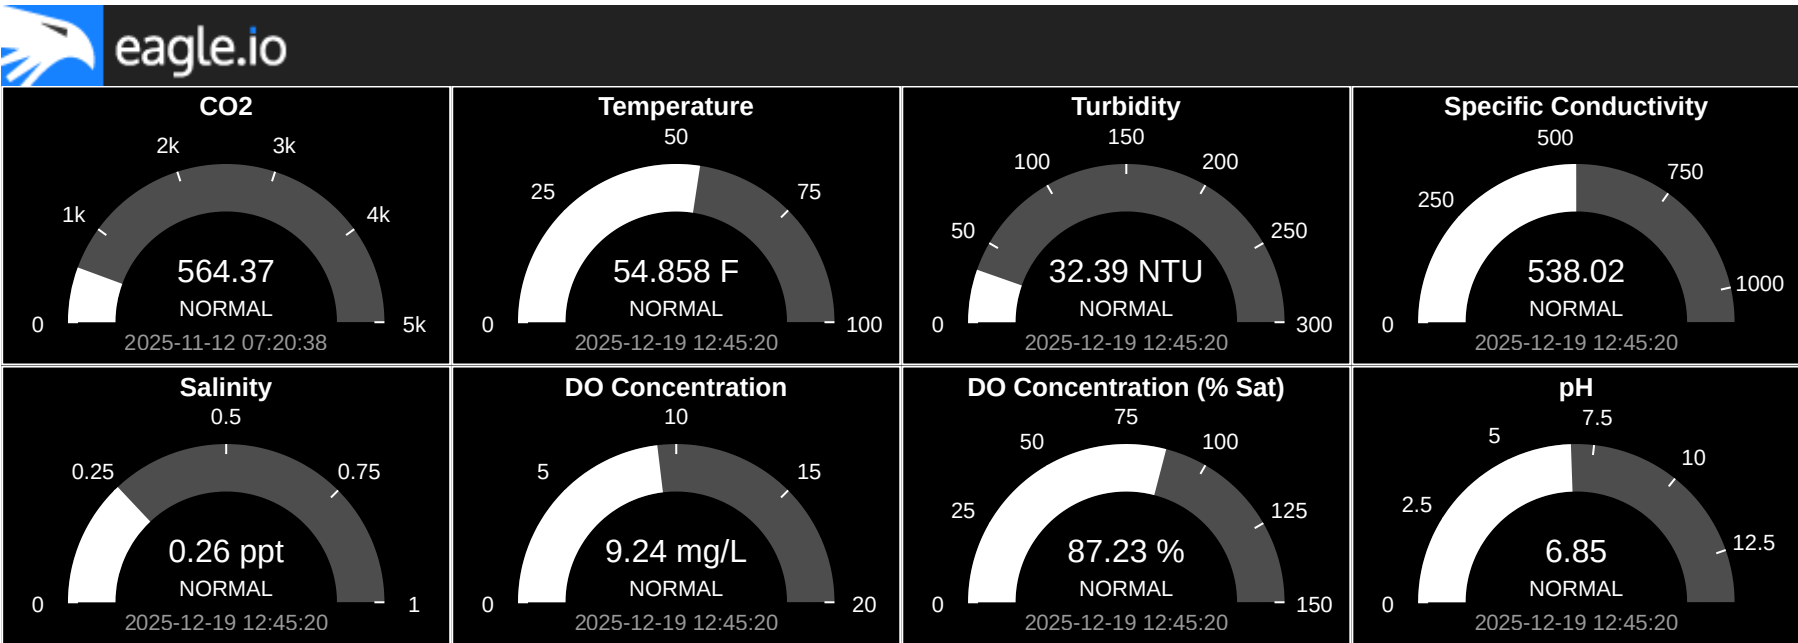 eagle.io
CO2
2k
3k
1k
4k
0
5k
564.37
NORMAL
2025-11-12 07:20:38
Temperature
50
25
75
0
100
54.858 F
NORMAL
2025-12-19 12:45:20
Turbidity
150
100
200
50
250
0
300
32.39 NTU
NORMAL
2025-12-19 12:45:20
Specific Conductivity
500
750
250
1000
0
538.02
NORMAL
2025-12-19 12:45:20
Salinity
0.5
0.25
0.75
0
1
0.26 ppt
NORMAL
2025-12-19 12:45:20
DO Concentration
10
5
15
0
20
9.24 mg/L
NORMAL
2025-12-19 12:45:20
DO Concentration (% Sat)
75
50
100
25
125
0
150
87.23 %
NORMAL
2025-12-19 12:45:20
pH
7.5
5
10
2.5
12.5
0
6.85
NORMAL
2025-12-19 12:45:20